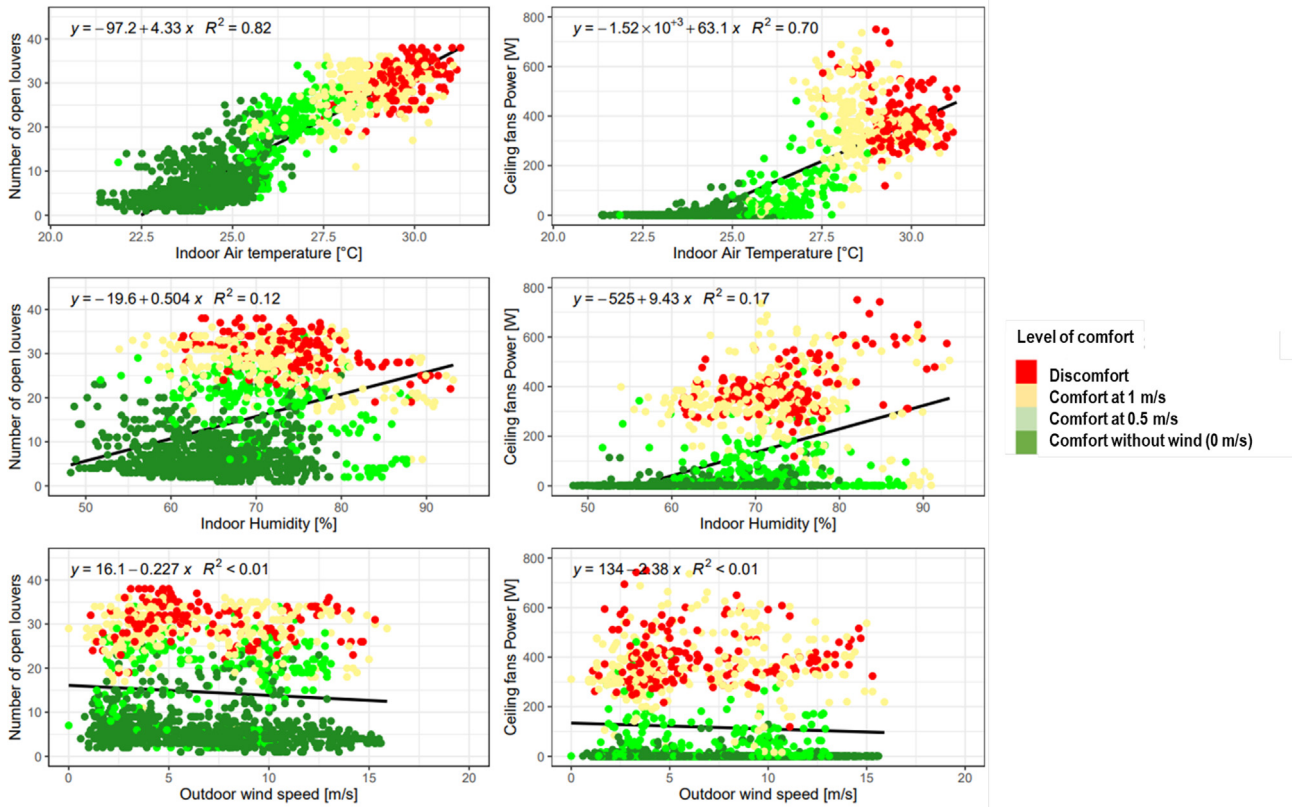 y = −97.2 + 4.33 x R² = 0.82
Number of open louvers
40
30
20
10
0
20.0 22.5 25.0 27.5 30.0
Indoor Air temperature [°C]
y = −1.52 × 10⁺³ + 63.1 x R² = 0.70
Ceiling fans Power [W]
800
600
400
200
0
20.0 22.5 25.0 27.5 30.0
Indoor Air Temperature [°C]
y = −19.6 + 0.504 x R² = 0.12
Number of open louvers
40
30
20
10
0
50 60 70 80 90
Indoor Humidity [%]
y = −525 + 9.43 x R² = 0.17
Ceiling fans Power [W]
800
600
400
200
0
50 60 70 80 90
Indoor Humidity [%]
Level of comfort
Discomfort
Comfort at 1 m/s
Comfort at 0.5 m/s
Comfort without wind (0 m/s)
y = 16.1 − 0.227 x R² < 0.01
Number of open louvers
40
30
20
10
0
0 5 10 15 20
Outdoor wind speed [m/s]
y = 134 − 2.38 x R² < 0.01
Ceiling fans Power [W]
800
600
400
200
0
0 5 10 15 20
Outdoor wind speed [m/s]